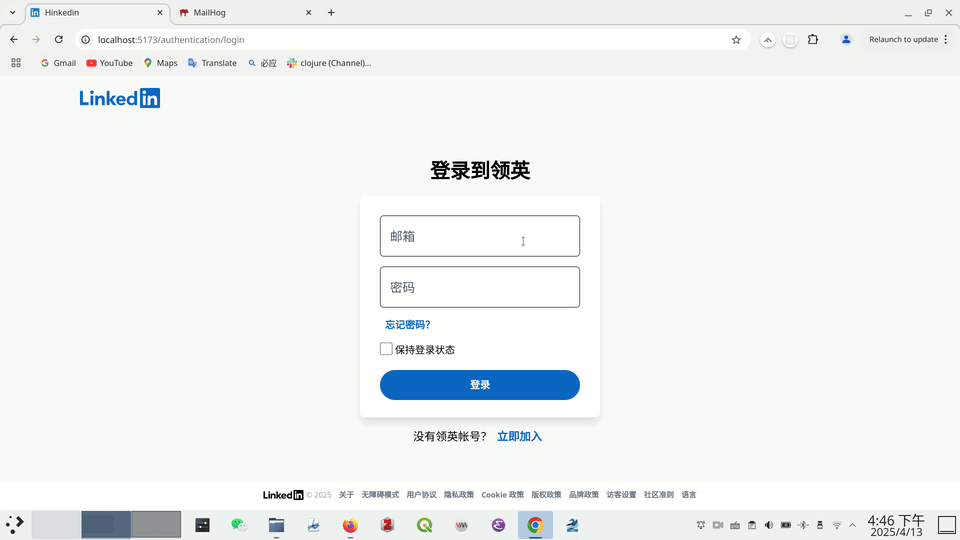 Hinkedin
MailHog
localhost:5173/authentication/login
Relaunch to update
Gmail YouTube Maps Translate 必应 clojure (Channel)...
Linkedin
登录到领英
邮箱
密码
忘记密码?
保持登录状态
登录
没有领英帐号? 立即加入
Linkedin © 2025 关于 无障碍模式 用户协议 隐私政策 Cookie 政策 版权政策 品牌政策 访客设置 社区准则 语言
4:46 下午
2025/4/13